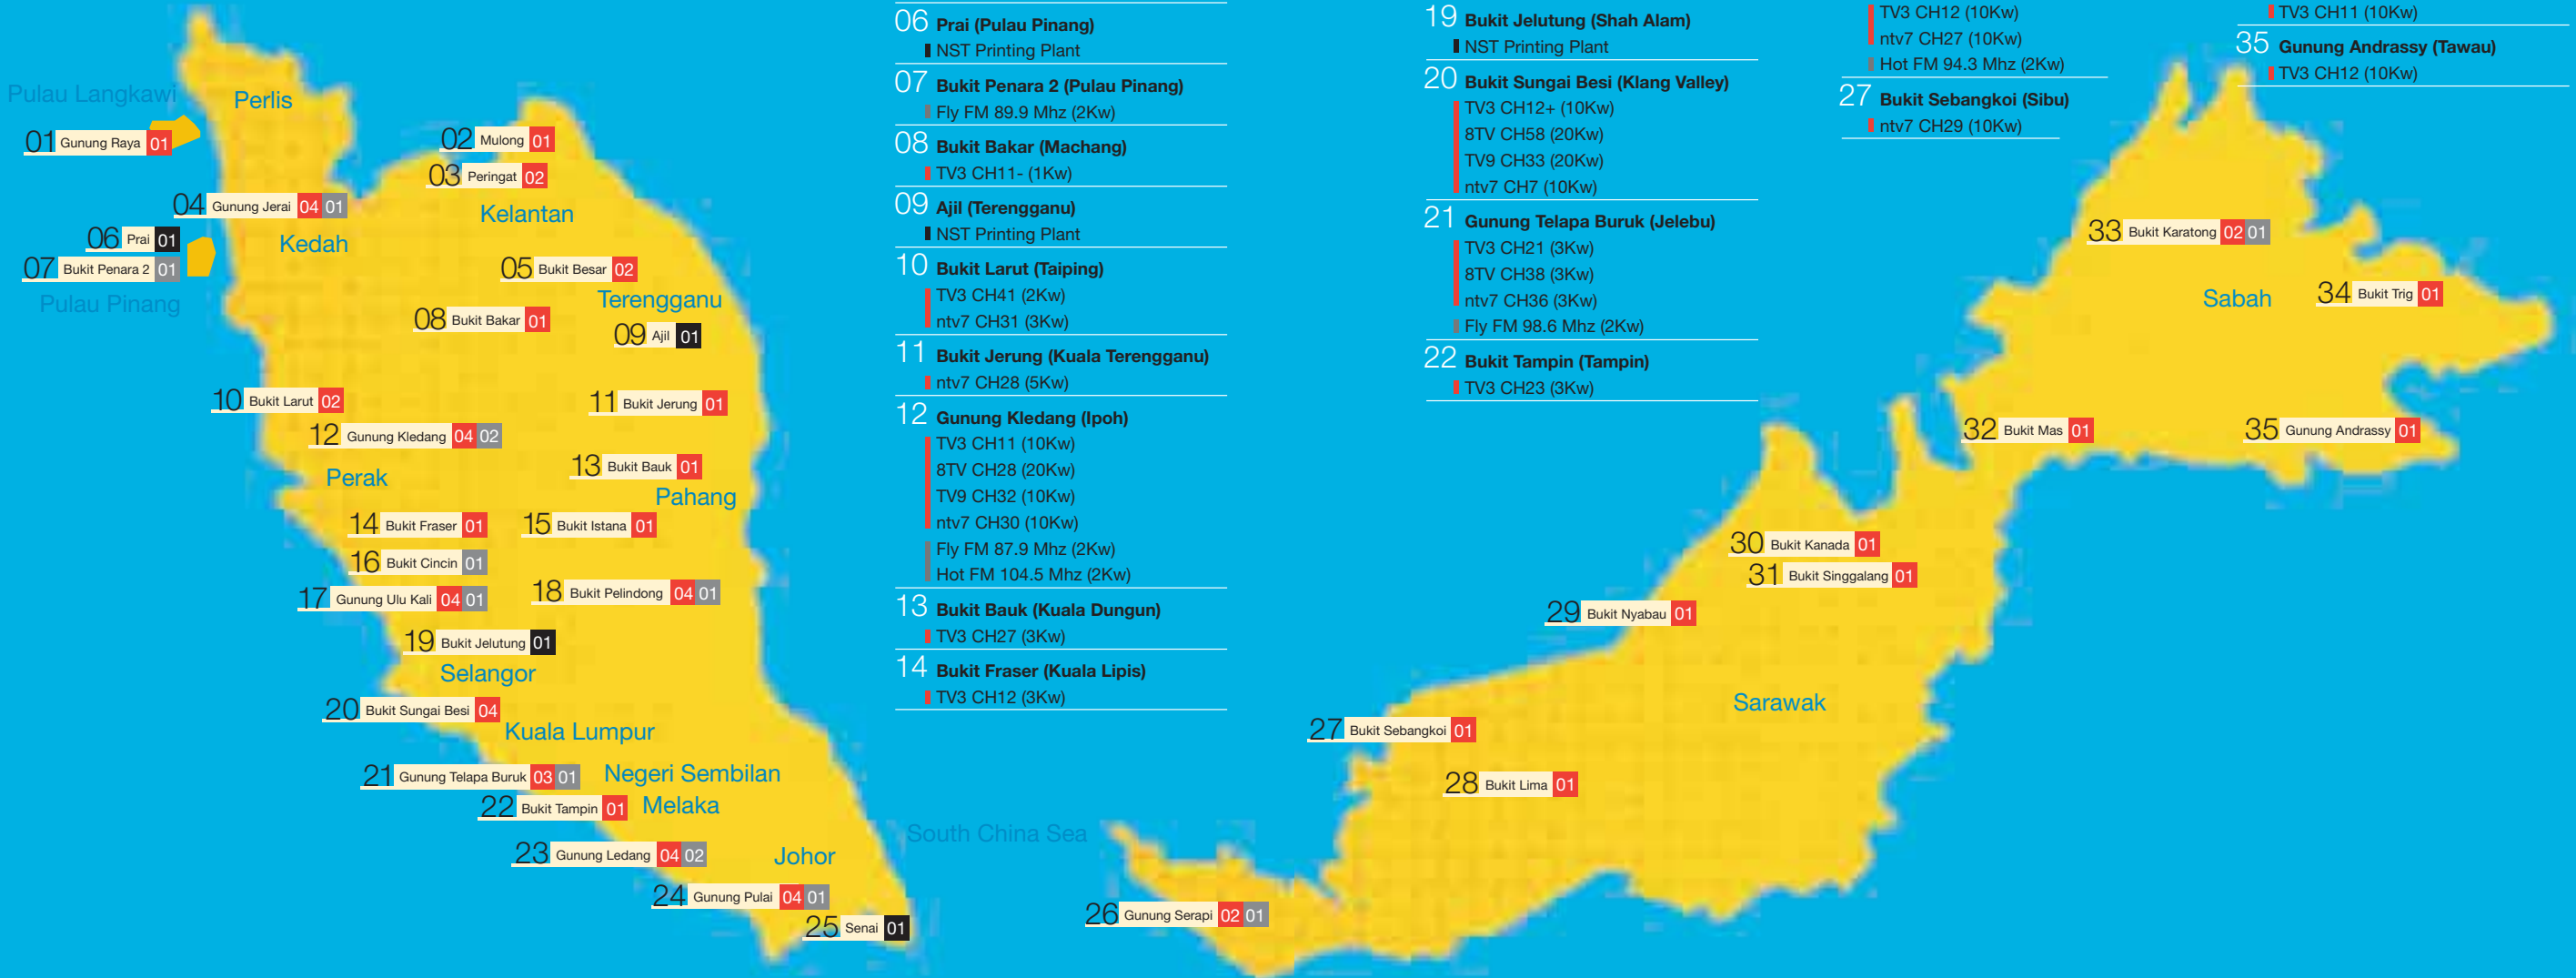 Pulau Langkawi
Perlis
01 Gunung Raya 01
02 Mulong 01
03 Peringat 02
04 Gunung Jerai 04 01
Kelantan
06 Prai 01
Kedah
07 Bukit Penara 2 01
05 Bukit Besar 02
Pulau Pinang
Terengganu
08 Bukit Bakar 01
09 Ajil 01
10 Bukit Larut 02
11 Bukit Jerung 01
12 Gunung Kledang 04 02
13 Bukit Bauk 01
Perak
Pahang
14 Bukit Fraser 01
15 Bukit Istana 01
16 Bukit Cincin 01
17 Gunung Ulu Kali 04 01
18 Bukit Pelindong 04 01
19 Bukit Jelutung 01
Selangor
20 Bukit Sungai Besi 04
Kuala Lumpur
21 Gunung Telapa Buruk 03 01
Negeri Sembilan
22 Bukit Tampin 01
Melaka
23 Gunung Ledang 04 02
Johor
24 Gunung Pulai 04 01
25 Senai 01
South China Sea
06 Prai (Pulau Pinang)
NST Printing Plant
07 Bukit Penara 2 (Pulau Pinang)
Fly FM 89.9 Mhz (2Kw)
08 Bukit Bakar (Machang)
TV3 CH11- (1Kw)
09 Ajil (Terengganu)
NST Printing Plant
10 Bukit Larut (Taiping)
TV3 CH41 (2Kw)
ntv7 CH31 (3Kw)
11 Bukit Jerung (Kuala Terengganu)
ntv7 CH28 (5Kw)
12 Gunung Kledang (Ipoh)
TV3 CH11 (10Kw)
8TV CH28 (20Kw)
TV9 CH32 (10Kw)
ntv7 CH30 (10Kw)
Fly FM 87.9 Mhz (2Kw)
Hot FM 104.5 Mhz (2Kw)
13 Bukit Bauk (Kuala Dungun)
TV3 CH27 (3Kw)
14 Bukit Fraser (Kuala Lipis)
TV3 CH12 (3Kw)
19 Bukit Jelutung (Shah Alam)
NST Printing Plant
20 Bukit Sungai Besi (Klang Valley)
TV3 CH12+ (10Kw)
8TV CH58 (20Kw)
TV9 CH33 (20Kw)
ntv7 CH7 (10Kw)
21 Gunung Telapa Buruk (Jelebu)
TV3 CH21 (3Kw)
8TV CH38 (3Kw)
ntv7 CH36 (3Kw)
Fly FM 98.6 Mhz (2Kw)
22 Bukit Tampin (Tampin)
TV3 CH23 (3Kw)
TV3 CH12 (10Kw)
ntv7 CH27 (10Kw)
Hot FM 94.3 Mhz (2Kw)
27 Bukit Sebangkoi (Sibu)
ntv7 CH29 (10Kw)
TV3 CH11 (10Kw)
35 Gunung Andrassy (Tawau)
TV3 CH12 (10Kw)
33 Bukit Karatong 02 01
Sabah
34 Bukit Trig 01
32 Bukit Mas 01
35 Gunung Andrassy 01
30 Bukit Kanada 01
31 Bukit Singgalang 01
29 Bukit Nyabau 01
Sarawak
27 Bukit Sebangkoi 01
28 Bukit Lima 01
26 Gunung Serapi 02 01